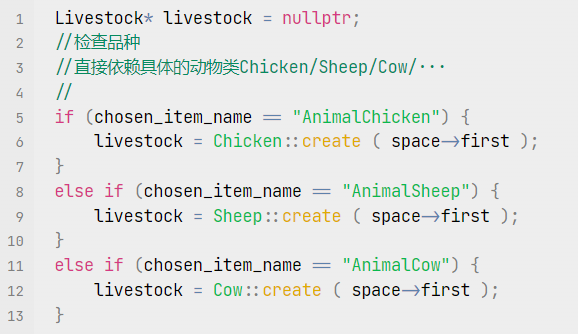 1 Livestock* livestock = nullptr;
2 //检查品种
3 //直接依赖具体的动物类Chicken/Sheep/Cow/···
4 //
5 if (chosen_item_name == "AnimalChicken") {
6 livestock = Chicken::create ( space->first );
7 }
8 else if (chosen_item_name == "AnimalSheep") {
9 livestock = Sheep::create ( space->first );
10 }
11 else if (chosen_item_name == "AnimalCow") {
12 livestock = Cow::create ( space->first );
13 }